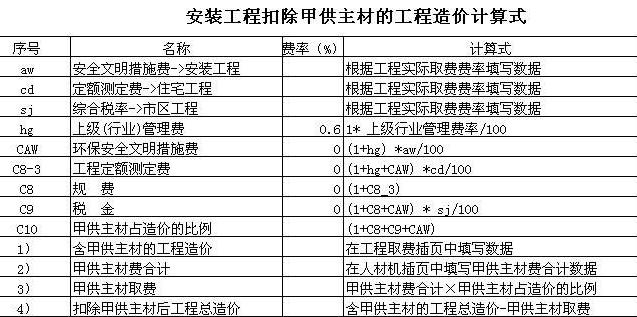 安装工程扣除甲供主材的工程造价计算式
序号 名称 费率（%） 计算式
aw 安全文明措施费->安装工程 根据工程实际取费费率填写数据
cd 定额测定费->住宅工程 根据工程实际取费费率填写数据
sj 综合税率->市区工程 根据工程实际取费费率填写数据
hg 上级(行业)管理费 0.6 1* 上级行业管理费率/100
CAW 环保安全文明措施费 0 (1+hg) *aw/100
C8-3 工程定额测定费 0 (1+hg+CAW) *cd/100
C8 规 费 0 (1+C8_3)
C9 税 金 0 (1+C8+CAW) * sj/100
C10 甲供主材占造价的比例 (1+C8+C9+CAW)
1） 含甲供主材的工程造价 在工程取费插页中填写数据
2） 甲供主材费合计 在人材机插页中填写甲供主材费合计数据
3） 甲供主材取费 甲供主材费合计×甲供主材占造价的比例
4） 扣除甲供主材后工程总造价 含甲供主材的工程总造价-甲供主材取费